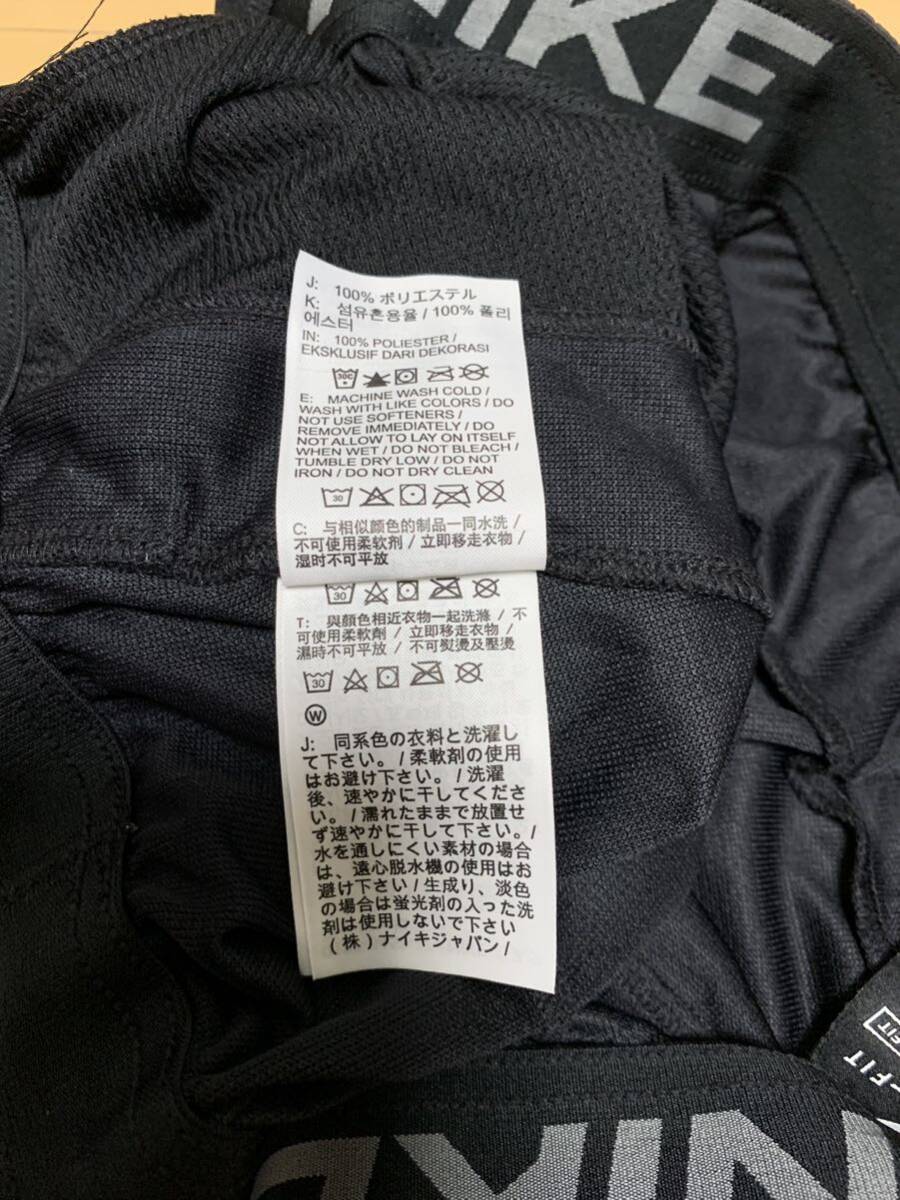 NIKE
J: 100% ポリエステル
K: 섬유혼용율 / 100% 폴리
에스터
IN: 100% POLIESTER /
EKSKLUSIF DARI DEKORASI
30C
E: MACHINE WASH COLD /
WASH WITH LIKE COLORS / DO
NOT USE SOFTENERS /
REMOVE IMMEDIATELY / DO
NOT ALLOW TO LAY ON ITSELF
WHEN WET / DO NOT BLEACH /
TUMBLE DRY LOW / DO NOT
IRON / DO NOT DRY CLEAN
30
C: 与相似颜色的制品一同水洗 /
不可使用柔软剂 / 立即移走衣物 /
湿时不可平放
30
T: 與顏色相近衣物一起洗滌 / 不
可使用柔軟劑 / 立即移走衣物 /
濕時不可平放 / 不可熨燙及壓燙
30
W
J: 同系色の衣料と洗濯し
て下さい。/ 柔軟剤の使用
はお避け下さい。/ 洗濯
後、速やかに干してくださ
い。/ 濡れたままで放置せ
ず速やかに干して下さい。/
水を通しにくい素材の場合
は、遠心脱水機の使用はお
避け下さい / 生成り、淡色
の場合は蛍光剤の入った洗
剤は使用しないで下さい
(株) ナイキジャパン /
-FIT
FIT